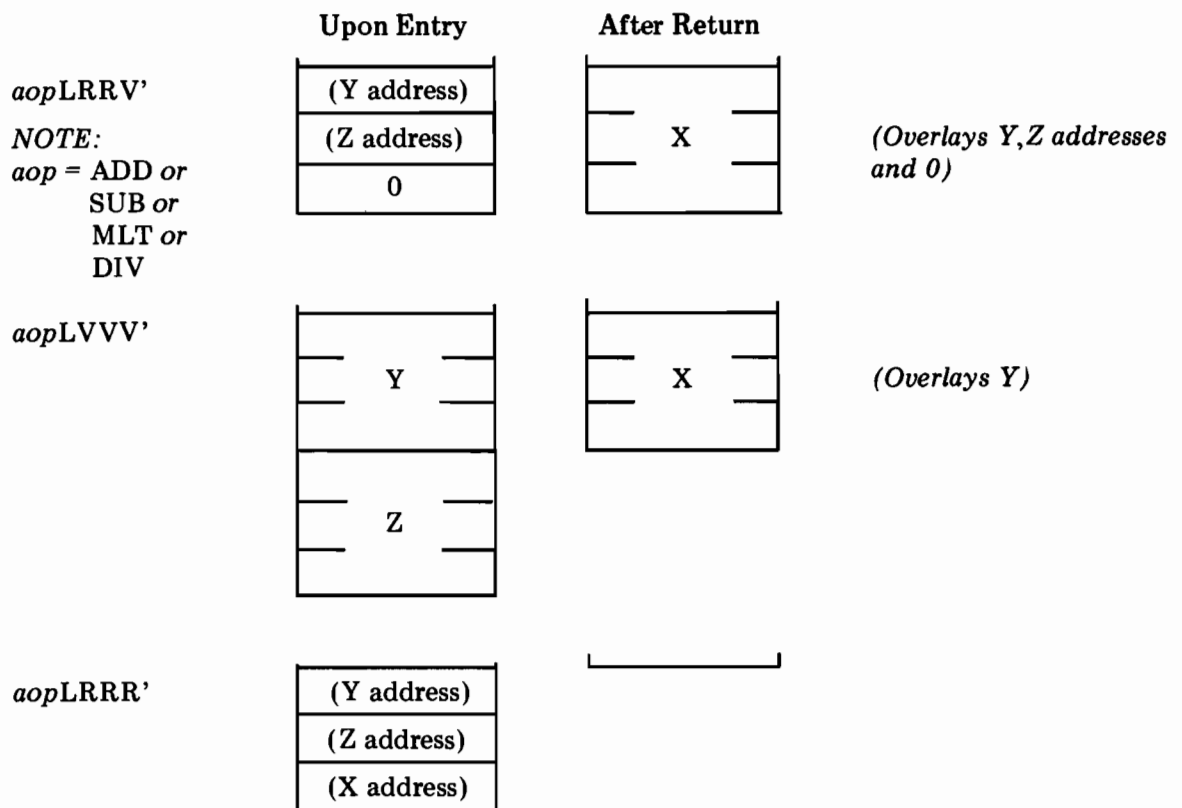 Upon Entry After Return
aopLRRV’ (Y address)
NOTE: (Z address) X (Overlays Y,Z addresses
aop = ADD or 0 and 0)
SUB or
MLT or
DIV
aopLVVV’
Y X (Overlays Y)
Z
aopLRRR’ (Y address)
(Z address)
(X address)